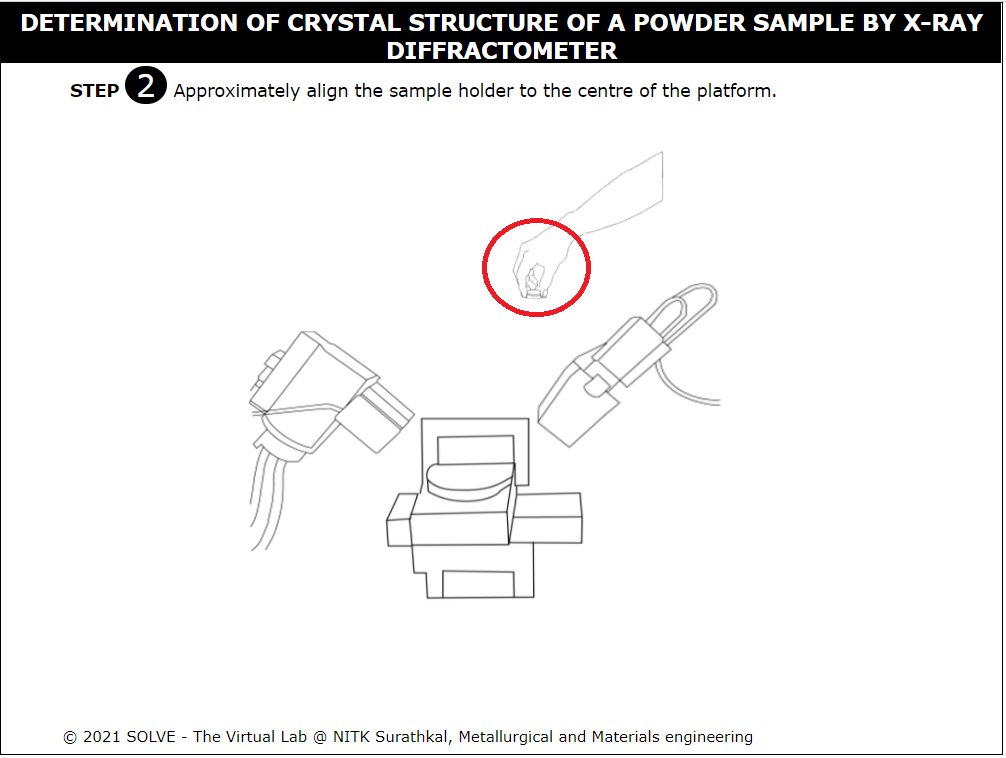 DETERMINATION OF CRYSTAL STRUCTURE OF A POWDER SAMPLE BY X-RAY
DIFFRACTOMETER
STEP 2 Approximately align the sample holder to the centre of the platform.
© 2021 SOLVE - The Virtual Lab @ NITK Surathkal, Metallurgical and Materials engineering